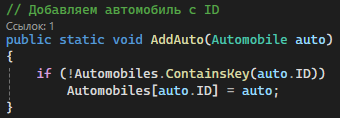 // Добавляем автомобиль с ID
Ссылок: 1
public static void AddAuto(Automobile auto)
{
    if (!Automobiles.ContainsKey(auto.ID))
        Automobiles[auto.ID] = auto;
}